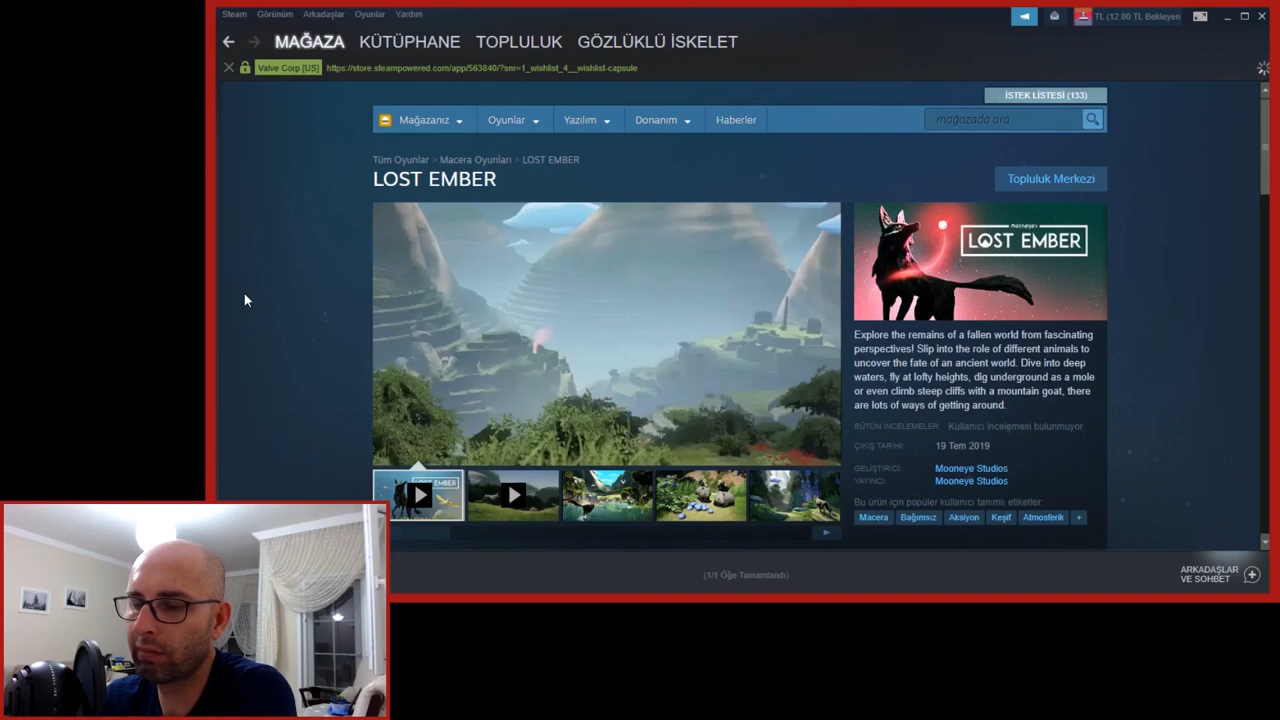 Steam Görünüm Arkadaşlar Oyunlar Yardım
TL (12.00 TL Bekleyen
MAĞAZA KÜTÜPHANE TOPLULUK GÖZLÜKLÜ İSKELET
Valve Corp [US] https://store.steampowered.com/app/563840/?snr=1_wishlist_4__wishlist-capsule
İSTEK LİSTESİ (133)
Mağazanız Oyunlar Yazılım Donanım Haberler mağazada ara
Tüm Oyunlar > Macera Oyunları > LOST EMBER
LOST EMBER
Topluluk Merkezi
LOST EMBER
Explore the remains of a fallen world from fascinating
perspectives! Slip into the role of different animals to
uncover the fate of an ancient world. Dive into deep
waters, fly at lofty heights, dig underground as a mole
or even climb steep cliffs with a mountain goat, there
are lots of ways of getting around.
BÜTÜN İNCELEMELER: Kullanıcı incelemesi bulunmuyor
ÇIKIŞ TARİHİ: 19 Tem 2019
GELİŞTİRİCİ: Mooneye Studios
YAYINCI: Mooneye Studios
Bu ürün için popüler kullanıcı tanımlı etiketler:
Macera Bağımsız Aksiyon Keşif Atmosferik +
LOST EMBER
(1/1 Öğe Tamamlandı)
ARKADAŞLAR
VE SOHBET